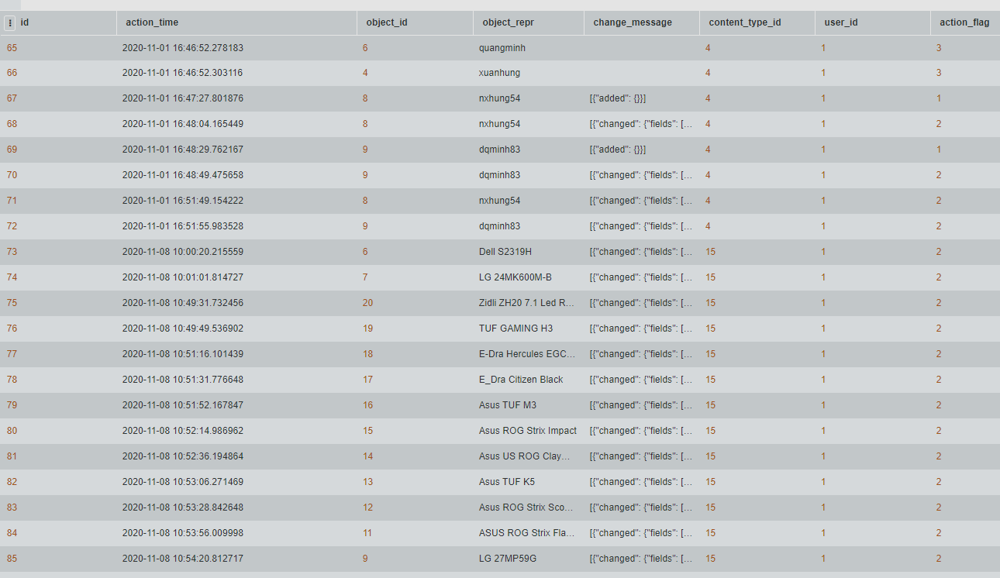 id action_time object_id object_repr change_message content_type_id user_id action_flag
65 2020-11-01 16:46:52.278183 6 quangminh 4 1 3
66 2020-11-01 16:46:52.303116 4 xuanhung 4 1 3
67 2020-11-01 16:47:27.801876 8 nxhung54 [{"added": {}}] 4 1 1
68 2020-11-01 16:48:04.165449 8 nxhung54 [{"changed": {"fields": [... 4 1 2
69 2020-11-01 16:48:29.762167 9 dqminh83 [{"added": {}}] 4 1 1
70 2020-11-01 16:48:49.475658 9 dqminh83 [{"changed": {"fields": [... 4 1 2
71 2020-11-01 16:51:49.154222 8 nxhung54 [{"changed": {"fields": [... 4 1 2
72 2020-11-01 16:51:55.983528 9 dqminh83 [{"changed": {"fields": [... 4 1 2
73 2020-11-08 10:00:20.215559 6 Dell S2319H [{"changed": {"fields": [... 15 1 2
74 2020-11-08 10:01:01.814727 7 LG 24MK600M-B [{"changed": {"fields": [... 15 1 2
75 2020-11-08 10:49:31.732456 20 Zidli ZH20 7.1 Led R... [{"changed": {"fields": [... 15 1 2
76 2020-11-08 10:49:49.536902 19 TUF GAMING H3 [{"changed": {"fields": [... 15 1 2
77 2020-11-08 10:51:16.101439 18 E-Dra Hercules EGC... [{"changed": {"fields": [... 15 1 2
78 2020-11-08 10:51:31.776648 17 E_Dra Citizen Black [{"changed": {"fields": [... 15 1 2
79 2020-11-08 10:51:52.167847 16 Asus TUF M3 [{"changed": {"fields": [... 15 1 2
80 2020-11-08 10:52:14.986962 15 Asus ROG Strix Impact [{"changed": {"fields": [... 15 1 2
81 2020-11-08 10:52:36.194864 14 Asus US ROG Clay... [{"changed": {"fields": [... 15 1 2
82 2020-11-08 10:53:06.271469 13 Asus TUF K5 [{"changed": {"fields": [... 15 1 2
83 2020-11-08 10:53:28.842648 12 Asus ROG Strix Sco... [{"changed": {"fields": [... 15 1 2
84 2020-11-08 10:53:56.009998 11 ASUS ROG Strix Fla... [{"changed": {"fields": [... 15 1 2
85 2020-11-08 10:54:20.812717 9 LG 27MP59G [{"changed": {"fields": [... 15 1 2